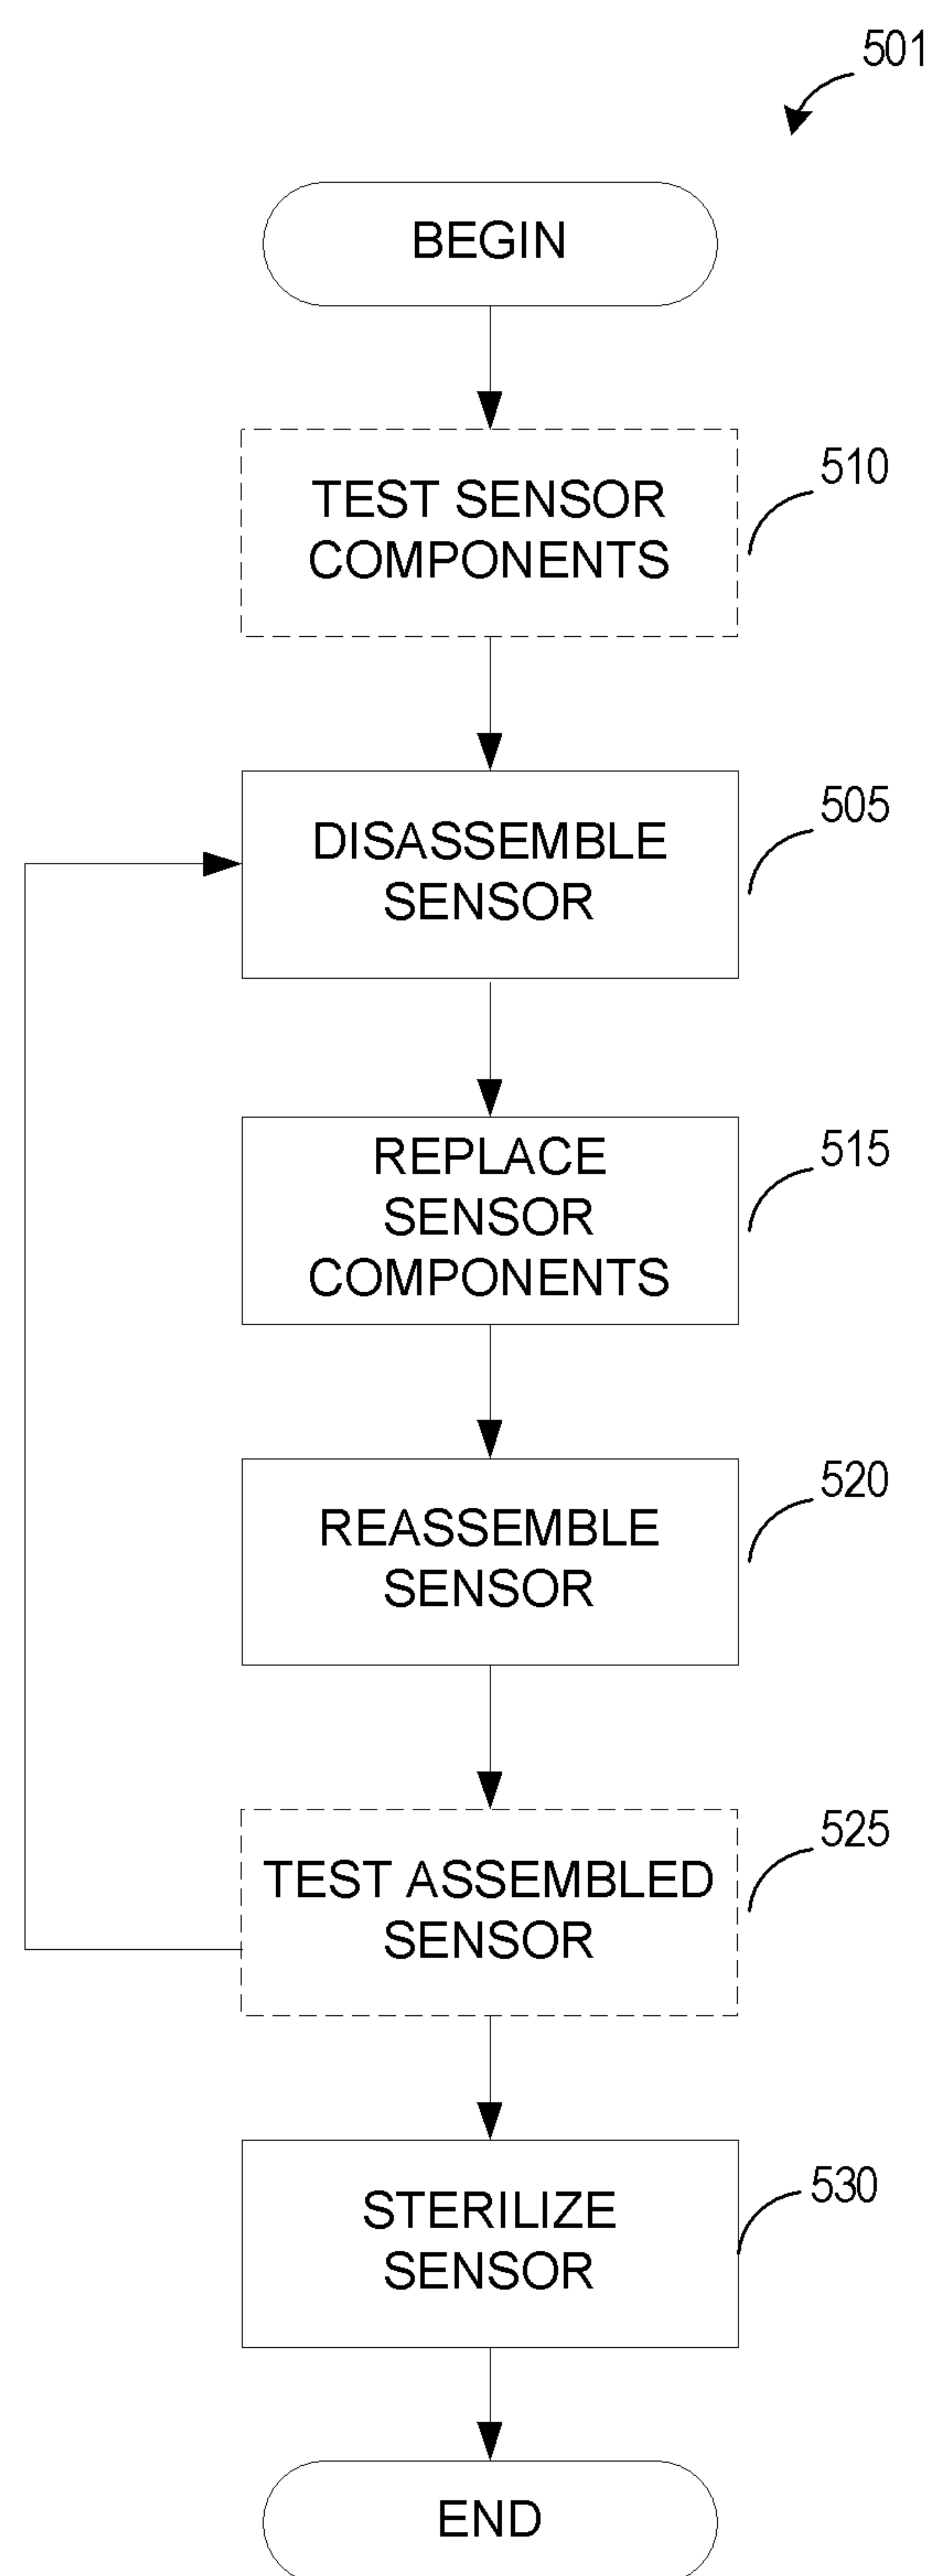 501
BEGIN
TEST SENSOR
COMPONENTS
510
DISASSEMBLE
SENSOR
505
REPLACE
SENSOR
COMPONENTS
515
REASSEMBLE
SENSOR
520
TEST ASSEMBLED
SENSOR
525
STERILIZE
SENSOR
530
END